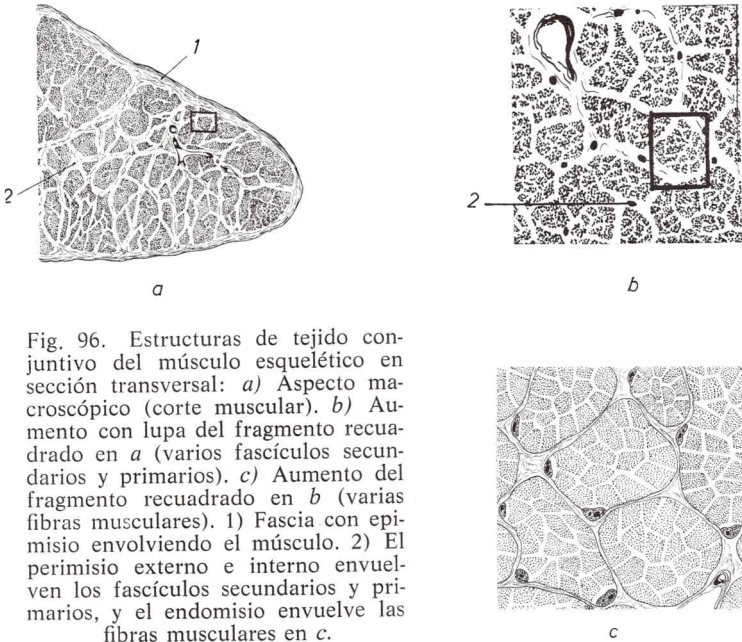 1
2
a
2
b
Fig. 96. Estructuras de tejido con-
juntivo del músculo esquelético en
sección transversal: a) Aspecto ma-
croscópico (corte muscular). b) Au-
mento con lupa del fragmento recua-
drado en a (varios fascículos secun-
darios y primarios). c) Aumento del
fragmento recuadrado en b (varias
fibras musculares). 1) Fascia con epi-
misio envolviendo el músculo. 2) El
perimisio externo e interno envuel-
ven los fascículos secundarios y pri-
marios, y el endomisio envuelve las
fibras musculares en c.
c